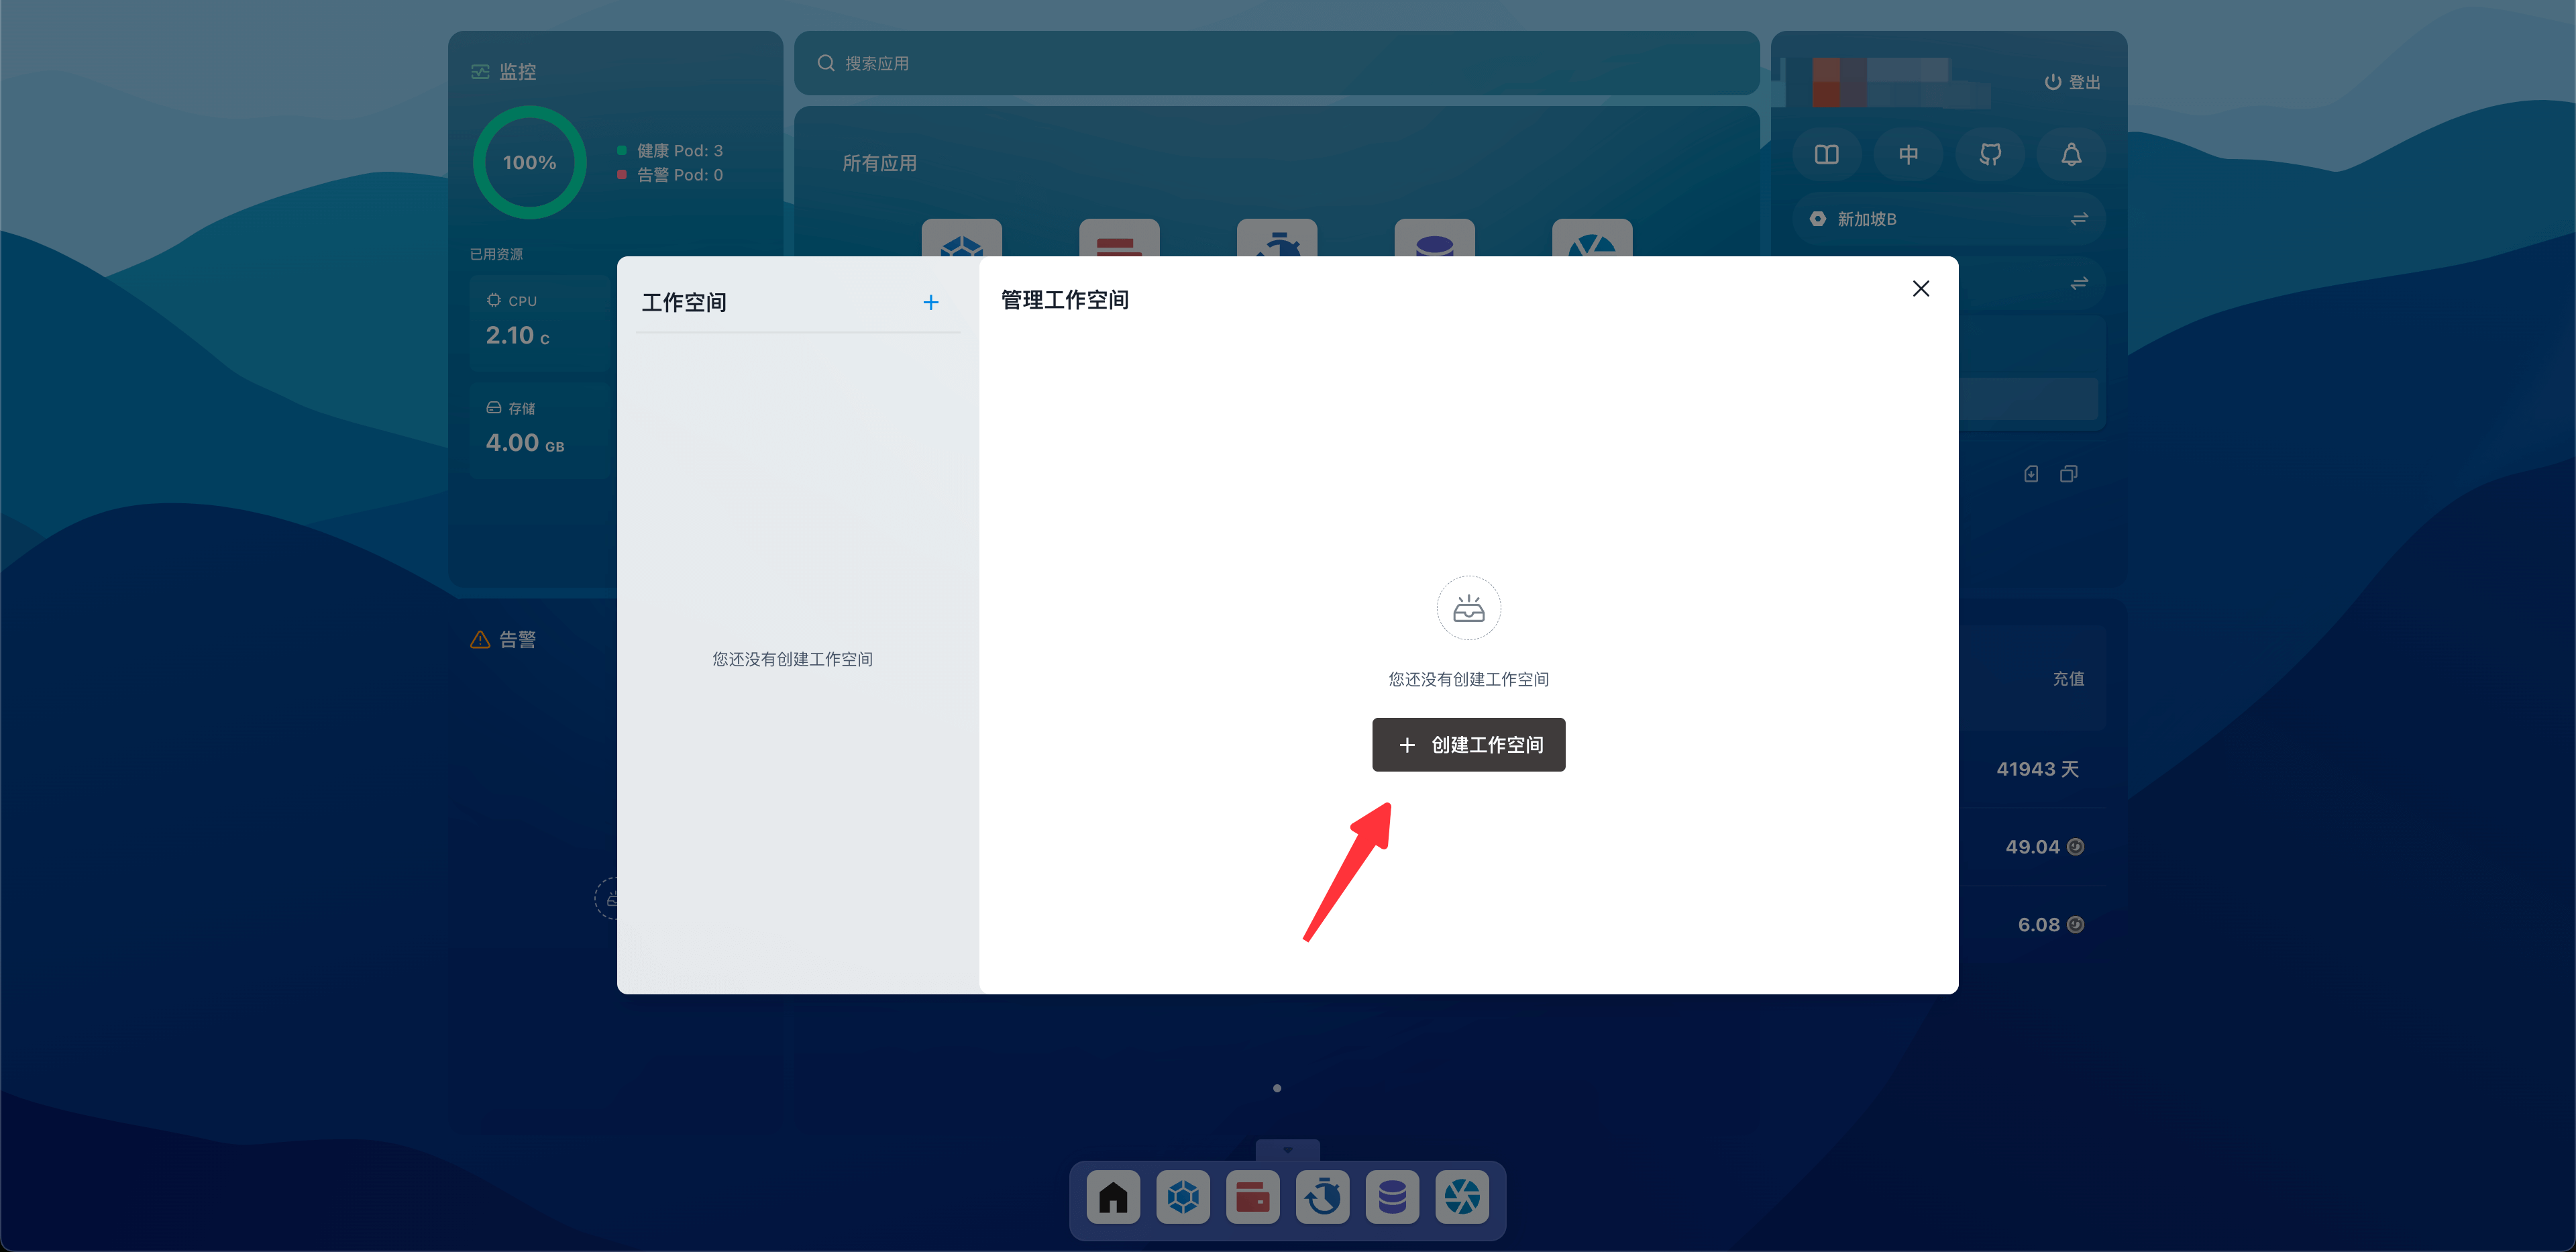 监控
100%
健康 Pod: 3
告警 Pod: 0
已用资源
CPU
2.10 C
存储
4.00 GB
告警
搜索应用
所有应用
登出
中
新加坡B
工作空间
您还没有创建工作空间
管理工作空间
您还没有创建工作空间
创建工作空间
充值
41943 天
49.04
6.08